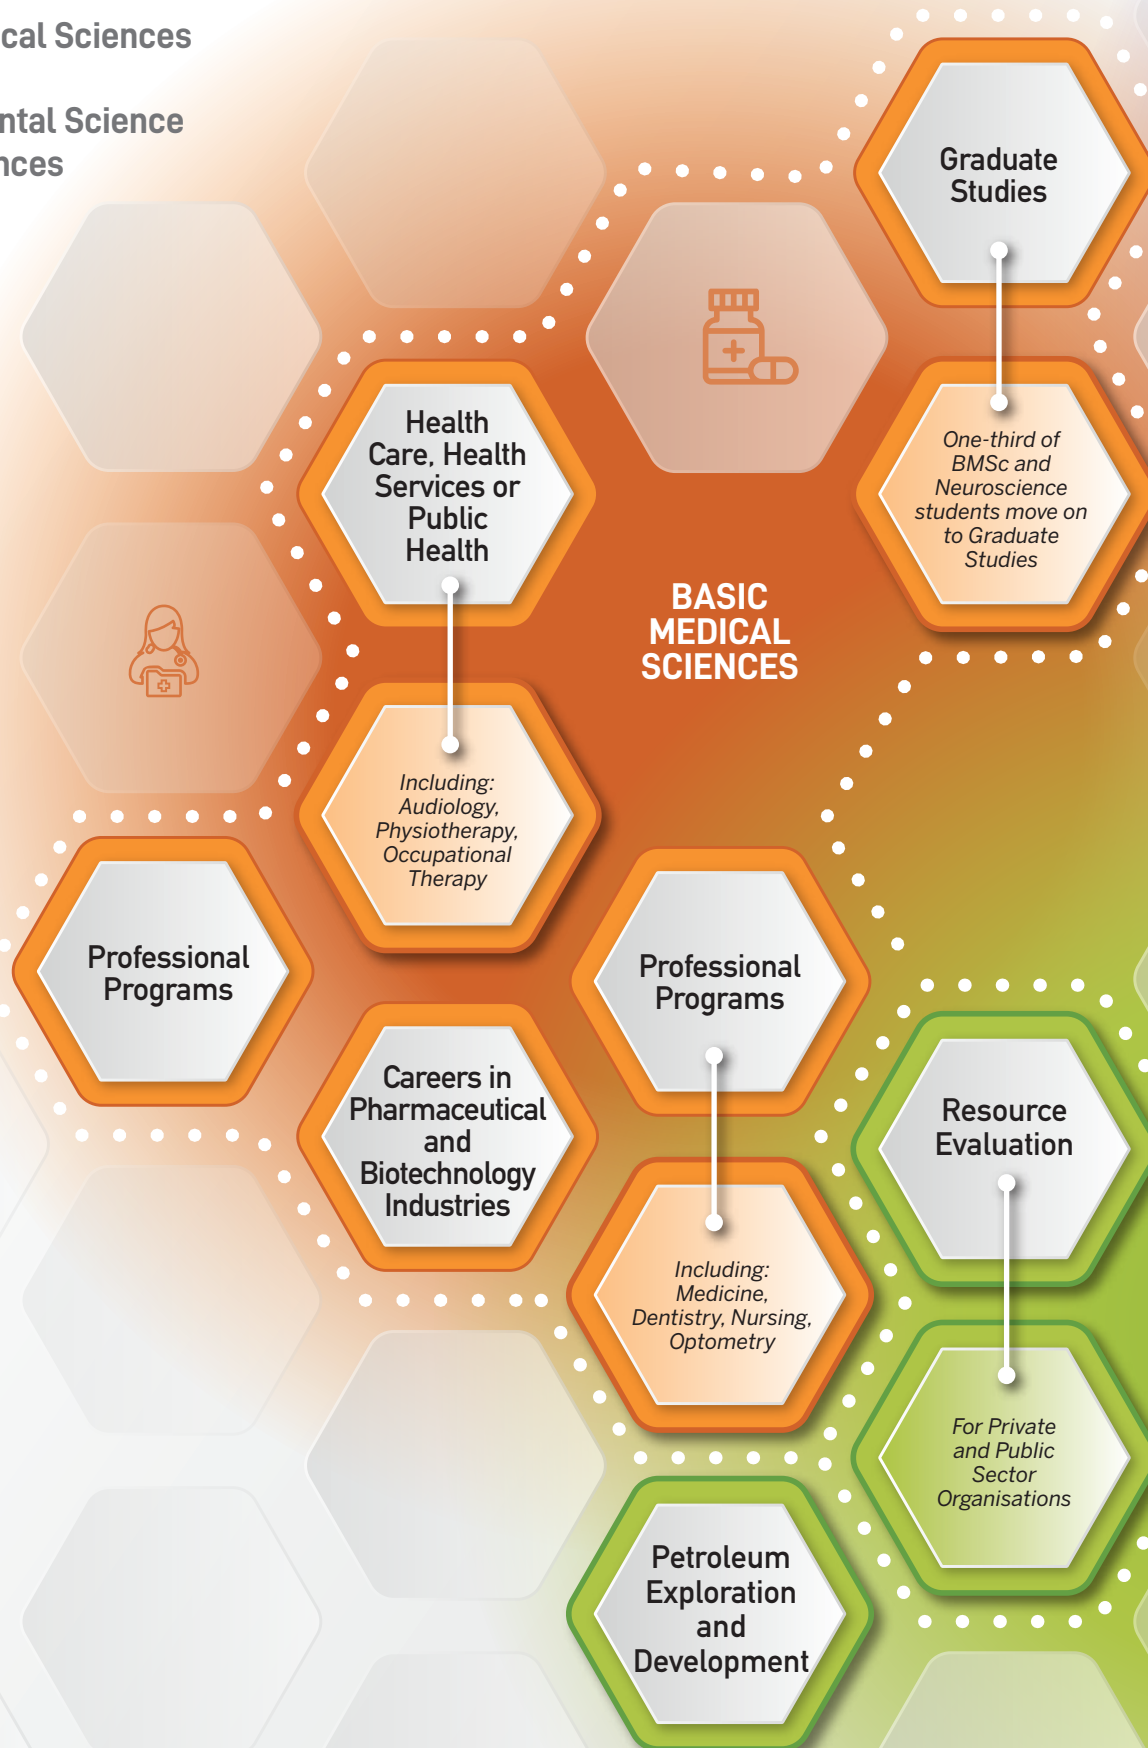 cal Sciences
ntal Science
nces
Graduate
Studies
One-third of
BMSc and
Neuroscience
students move on
to Graduate
Studies
Health
Care, Health
Services or
Public
Health
BASIC
MEDICAL
SCIENCES
Including:
Audiology,
Physiotherapy,
Occupational
Therapy
Professional
Programs
Professional
Programs
Careers in
Pharmaceutical
and
Biotechnology
Industries
Including:
Medicine,
Dentistry, Nursing,
Optometry
Resource
Evaluation
For Private
and Public
Sector
Organisations
Petroleum
Exploration
and
Development